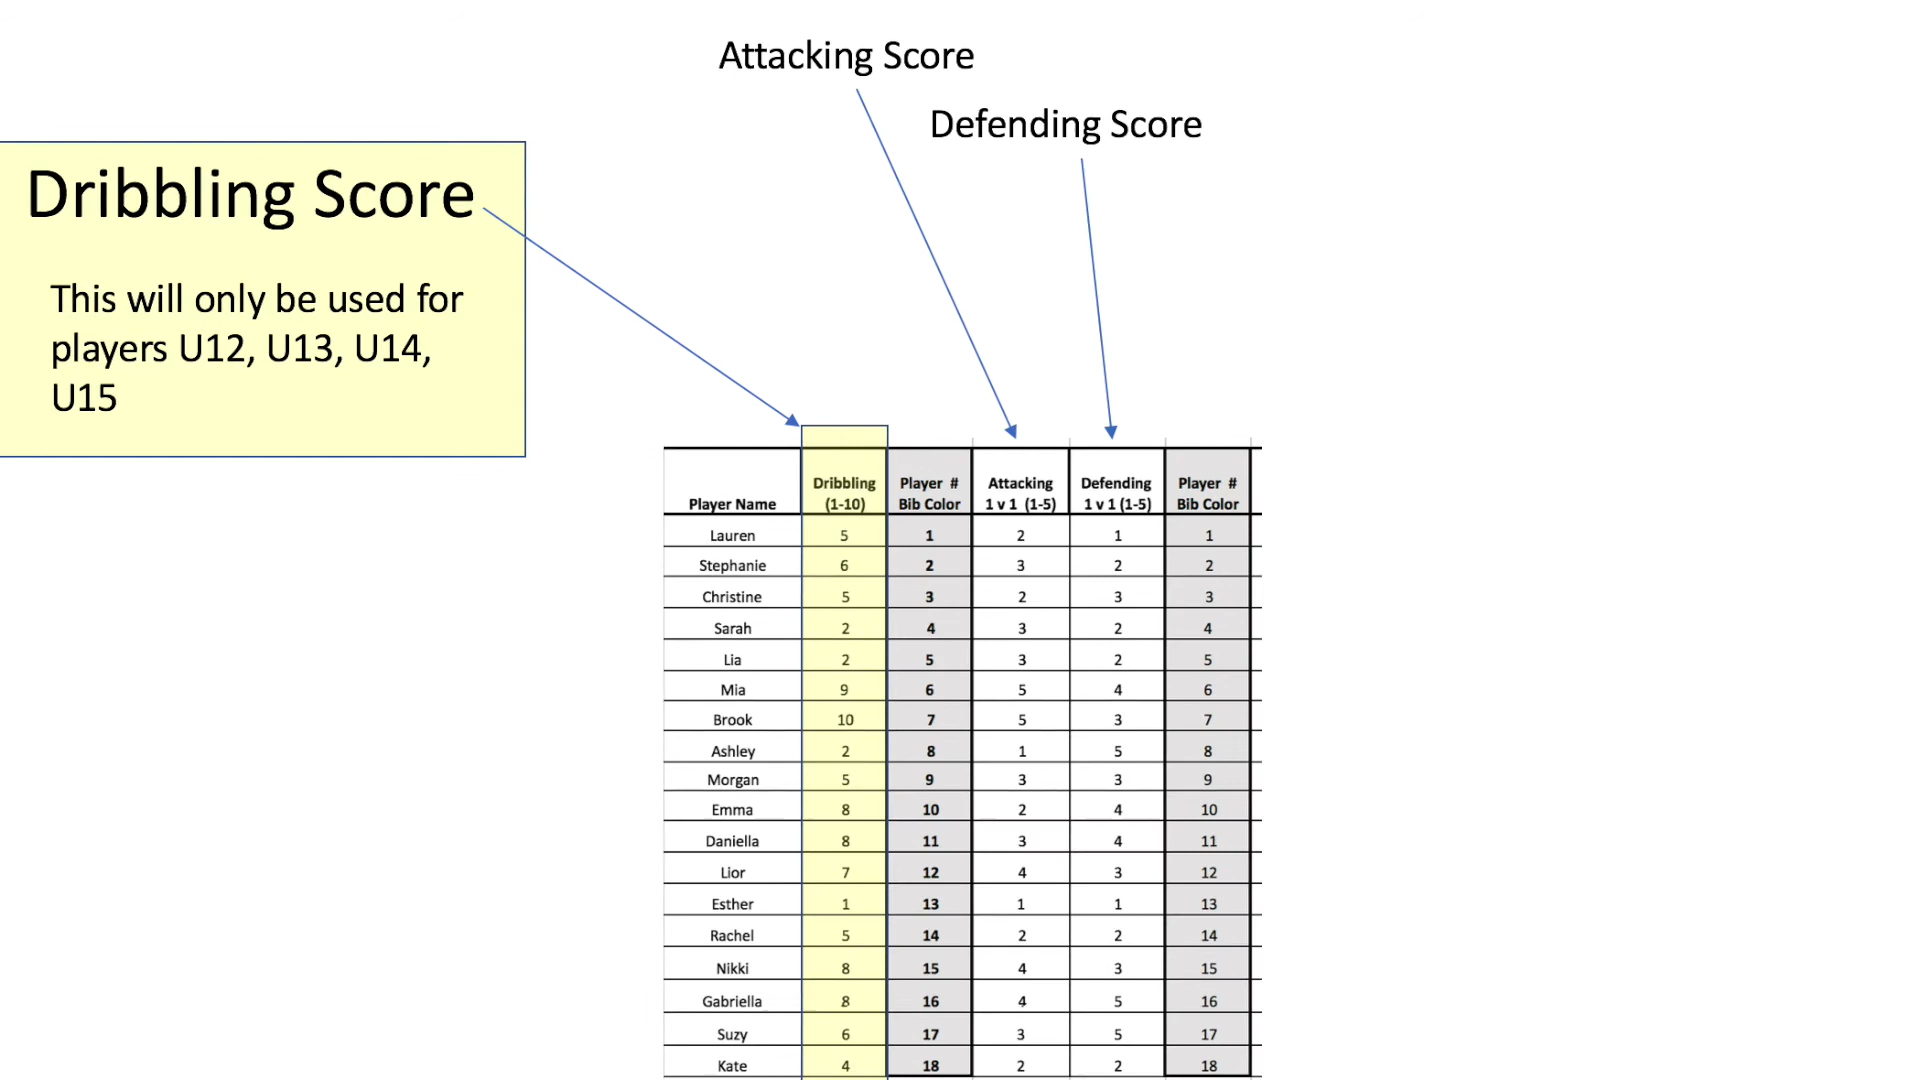 Attacking Score
Defending Score
Dribbling Score
This will only be used for
players U12, U13, U14,
U15
Player Name Dribbling (1-10) Player # Bib Color Attacking 1 v 1 (1-5) Defending 1 v 1 (1-5) Player # Bib Color
Lauren 5 1 2 1 1
Stephanie 6 2 3 2 2
Christine 5 3 2 3 3
Sarah 2 4 3 2 4
Lia 2 5 3 2 5
Mia 9 6 5 4 6
Brook 10 7 5 3 7
Ashley 2 8 1 5 8
Morgan 5 9 3 3 9
Emma 8 10 2 4 10
Daniella 8 11 3 4 11
Lior 7 12 4 3 12
Esther 1 13 1 1 13
Rachel 5 14 2 2 14
Nikki 8 15 4 3 15
Gabriella 8 16 4 5 16
Suzy 6 17 3 5 17
Kate 4 18 2 2 18